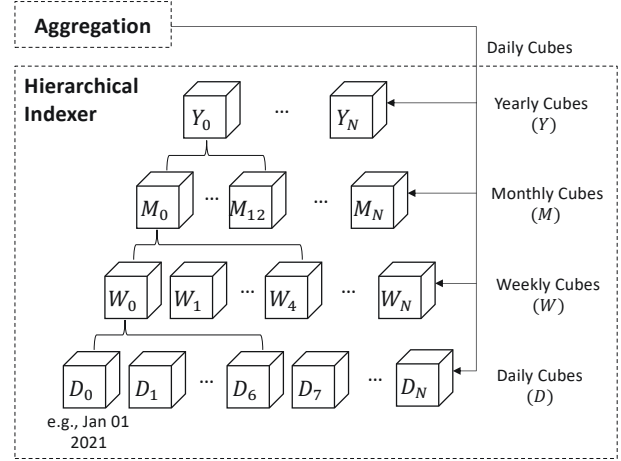 Aggregation
Daily Cubes
Hierarchical
Indexer
Y0 ... YN
Yearly Cubes
(Y)
M0 ... M12 ... MN
Monthly Cubes
(M)
W0 W1 ... W4 ... WN
Weekly Cubes
(W)
D0 D1 ... D6 D7 ... DN
Daily Cubes
(D)
e.g., Jan 01
2021